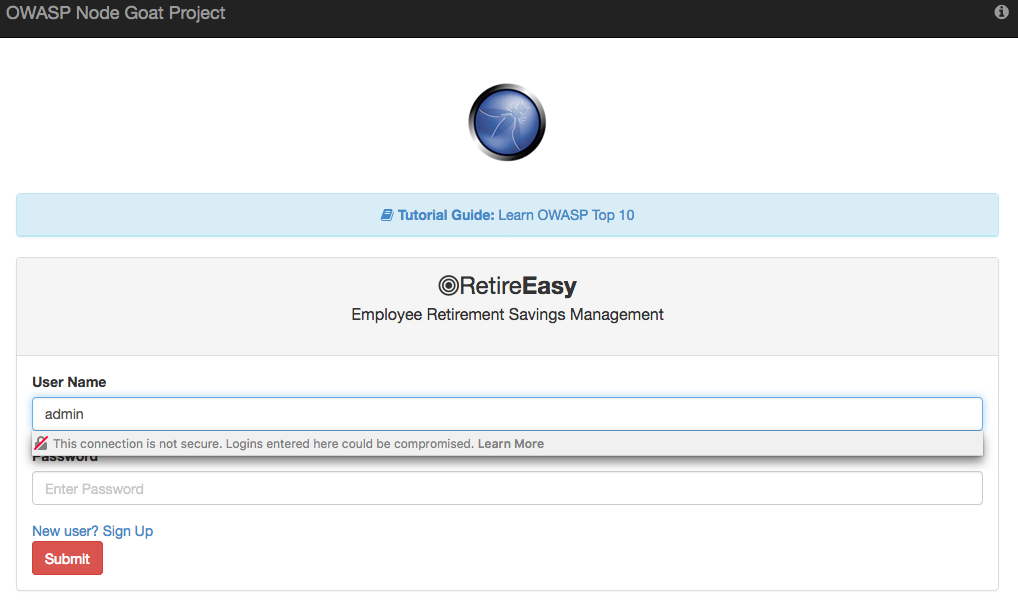 OWASP Node Goat Project
Tutorial Guide: Learn OWASP Top 10
RetireEasy
Employee Retirement Savings Management
User Name
admin
This connection is not secure. Logins entered here could be compromised. Learn More
Password
Enter Password
New user? Sign Up
Submit